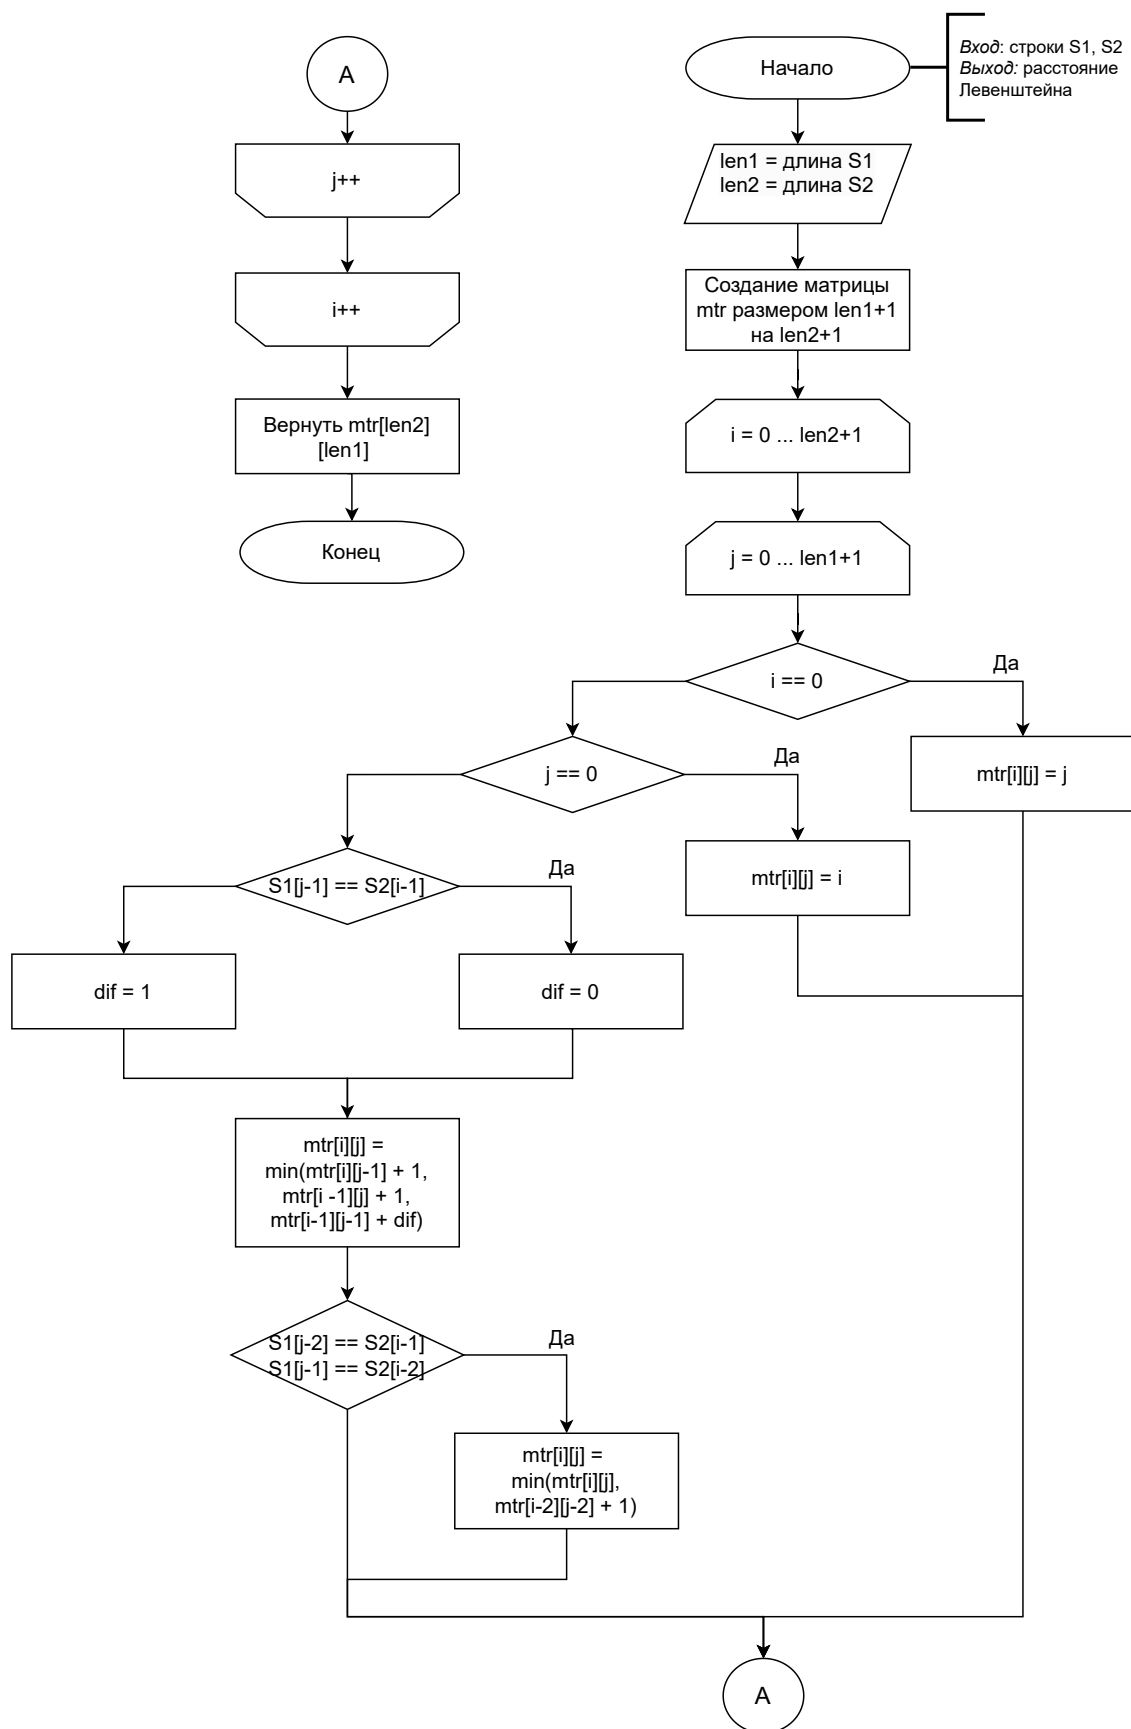 A
j++
i++
Вернуть mtr[len2]
[len1]
Конец
Начало
Вход: строки S1, S2
Выход: расстояние
Левенштейна
len1 = длина S1
len2 = длина S2
Создание матрицы
mtr размером len1+1
на len2+1
i = 0 ... len2+1
j = 0 ... len1+1
i == 0
Да
mtr[i][j] = j
j == 0
Да
mtr[i][j] = i
S1[j-1] == S2[i-1]
Да
dif = 1
dif = 0
mtr[i][j] =
min(mtr[i][j-1] + 1,
mtr[i -1][j] + 1,
mtr[i-1][j-1] + dif)
S1[j-2] == S2[i-1]
S1[j-1] == S2[i-2]
Да
mtr[i][j] =
min(mtr[i][j],
mtr[i-2][j-2] + 1)
A